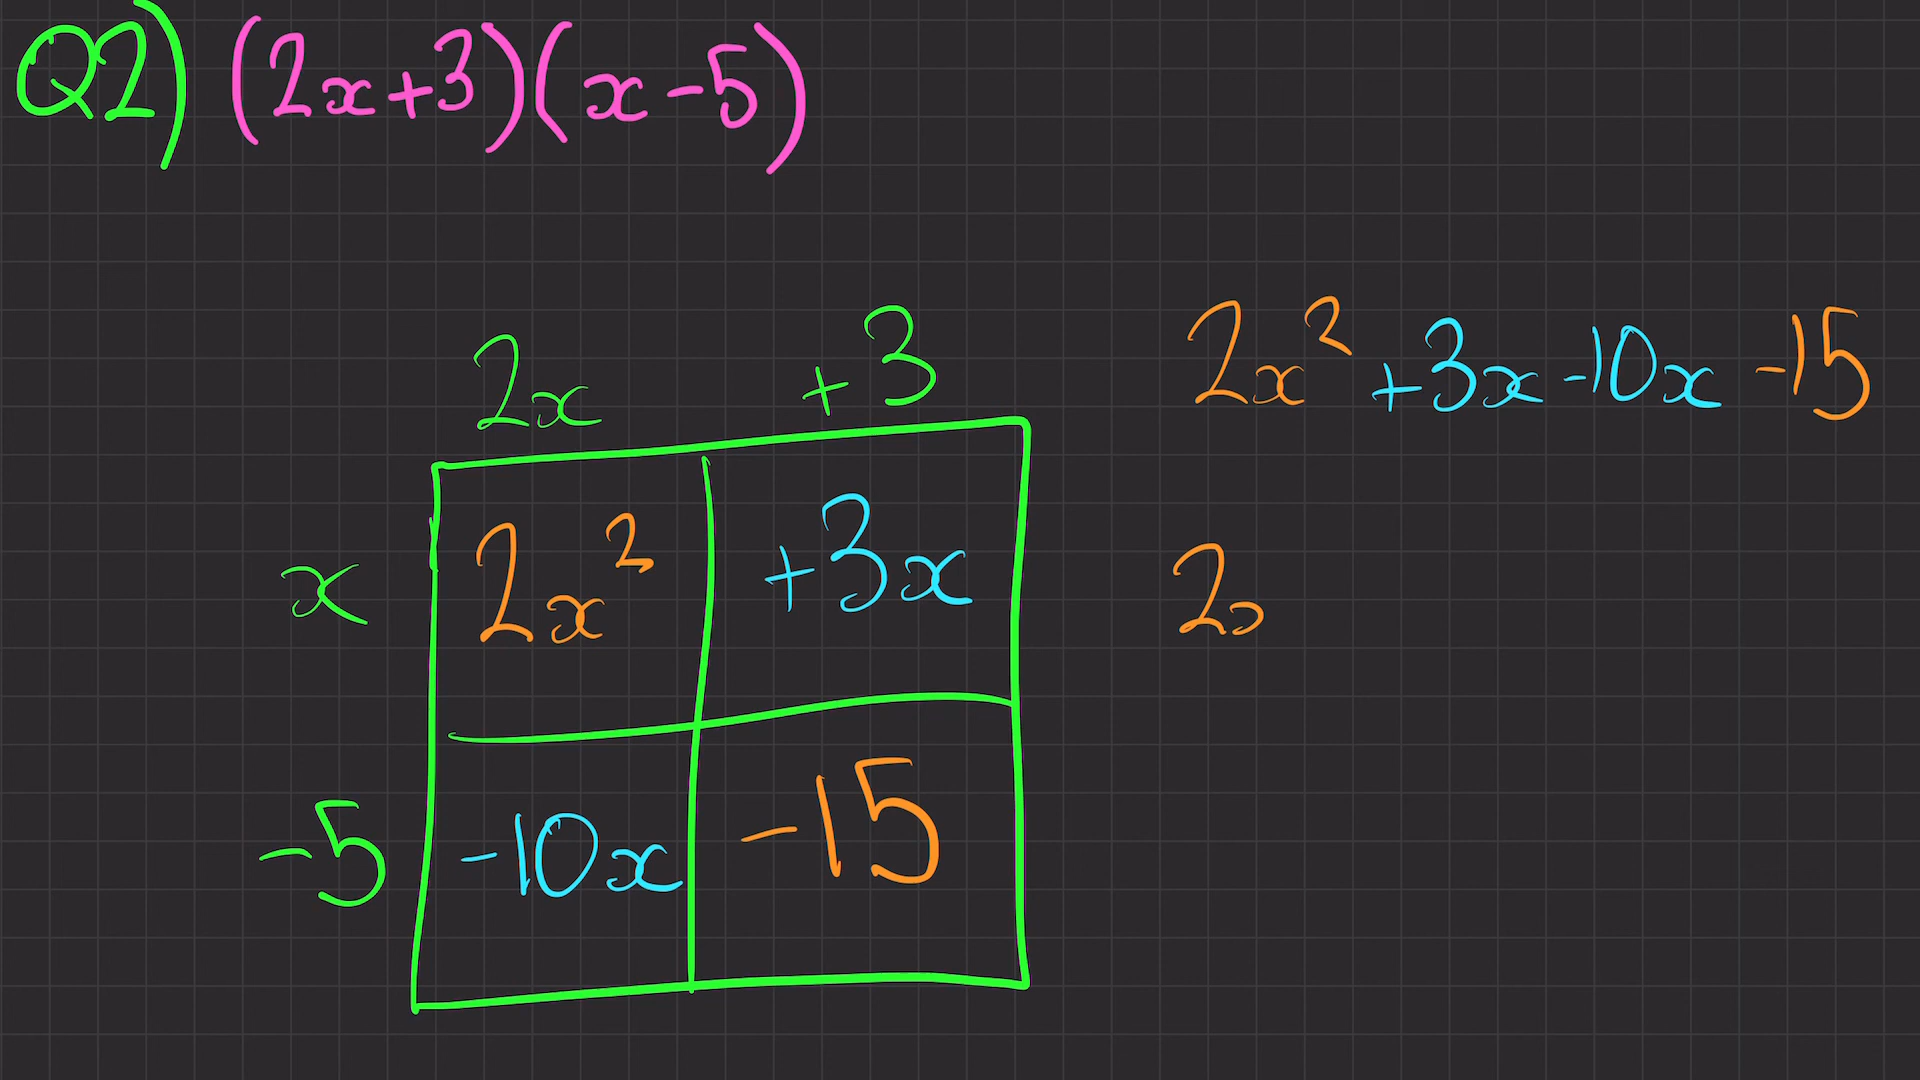 Q2) (2x+3)(x-5)
2x +3
2x² +3x -10x -15
x 2x² +3x
2
-5 -10x -15